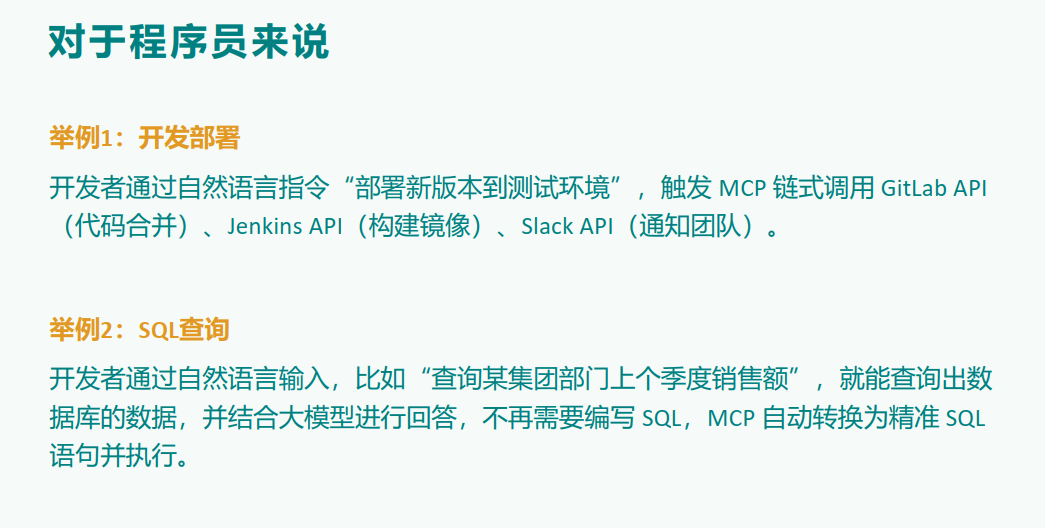 对于程序员来说
举例1：开发部署
开发者通过自然语言指令“部署新版本到测试环境”，触发 MCP 链式调用 GitLab API
（代码合并）、Jenkins API（构建镜像）、Slack API（通知团队）。
举例2：SQL查询
开发者通过自然语言输入，比如“查询某集团部门上个季度销售额”，就能查询出数
据库的数据，并结合大模型进行回答，不再需要编写 SQL，MCP 自动转换为精准 SQL
语句并执行。